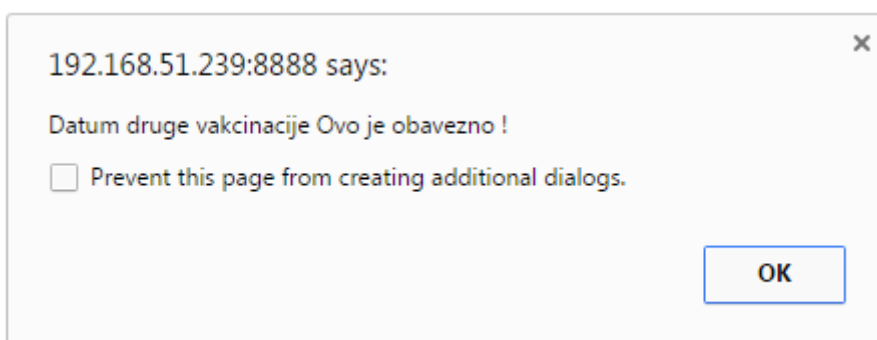 192.168.51.239:8888 says:
Datum druge vakcinacije Ovo je obavezno !
Prevent this page from creating additional dialogs.
OK